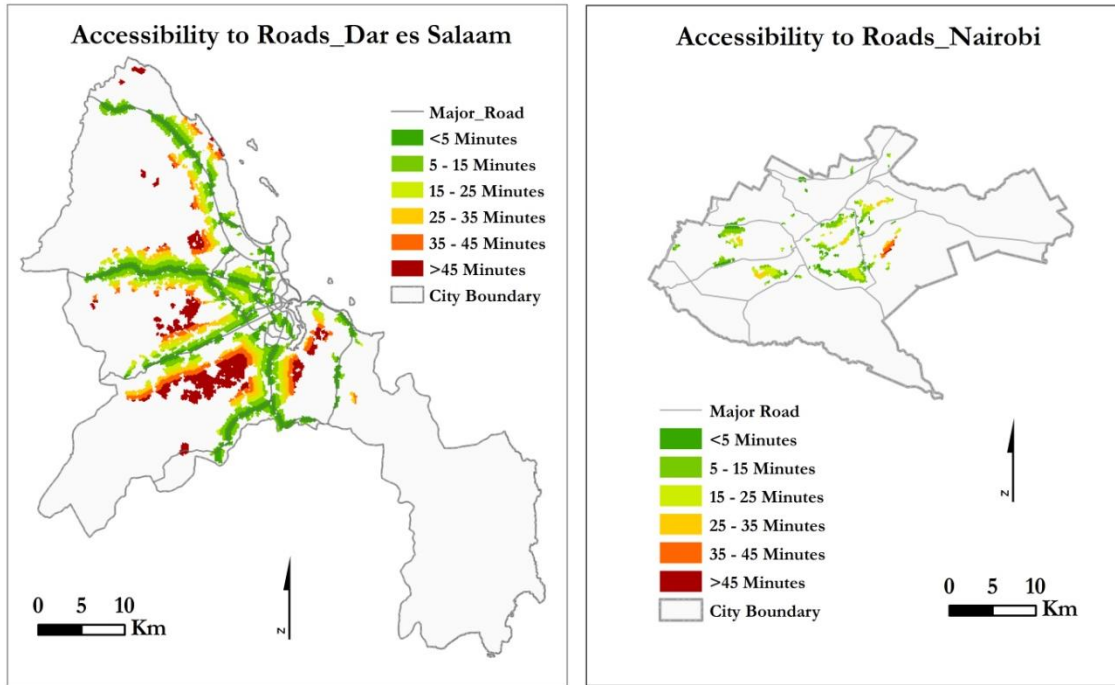 Accessibility to Roads_Dar es Salaam
Major_Road
<5 Minutes
5 - 15 Minutes
15 - 25 Minutes
25 - 35 Minutes
35 - 45 Minutes
>45 Minutes
City Boundary
0 5 10
Km
N
Accessibility to Roads_Nairobi
Major Road
<5 Minutes
5 - 15 Minutes
15 - 25 Minutes
25 - 35 Minutes
35 - 45 Minutes
>45 Minutes
City Boundary
N
0 5 10
Km